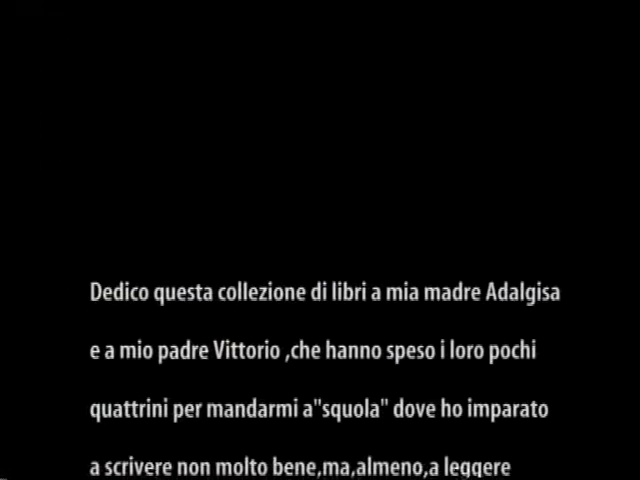 Dedico questa collezione di libri a mia madre Adalgisa
e a mio padre Vittorio ,che hanno speso i loro pochi
quattrini per mandarmi a"squola" dove ho imparato
a scrivere non molto bene,ma,almeno,a leggere